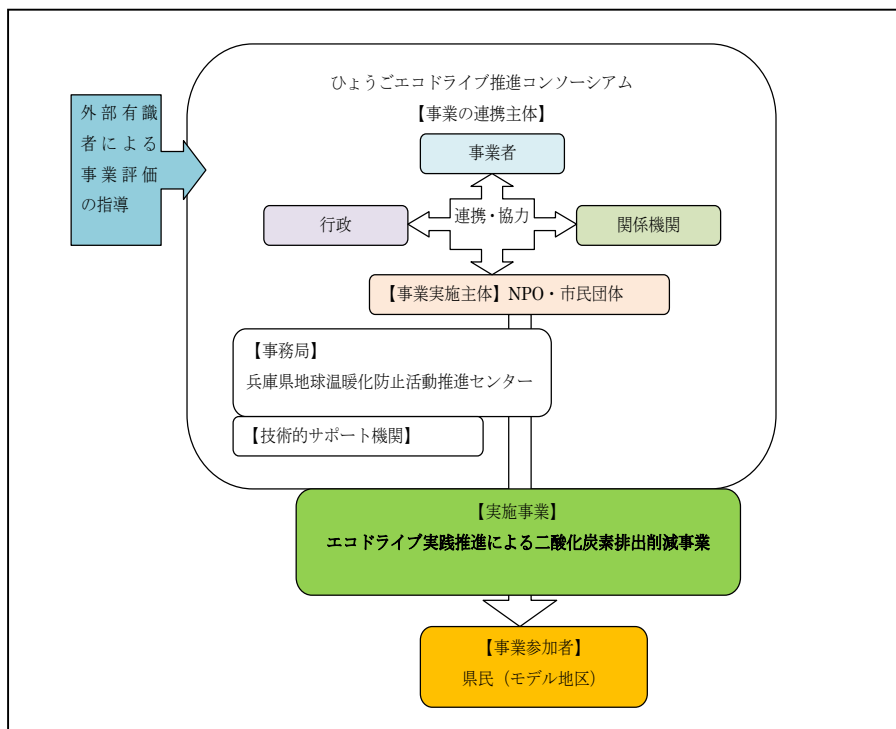 ひょうごエコドライブ推進コンソーシアム
【事業の連携主体】
外部有識
者による
事業評価
の指導
事業者
行政
連携・協力
関係機関
【事業実施主体】NPO・市民団体
【事務局】
兵庫県地球温暖化防止活動推進センター
【技術的サポート機関】
【実施事業】
エコドライブ実践推進による二酸化炭素排出削減事業
【事業参加者】
県民（モデル地区）